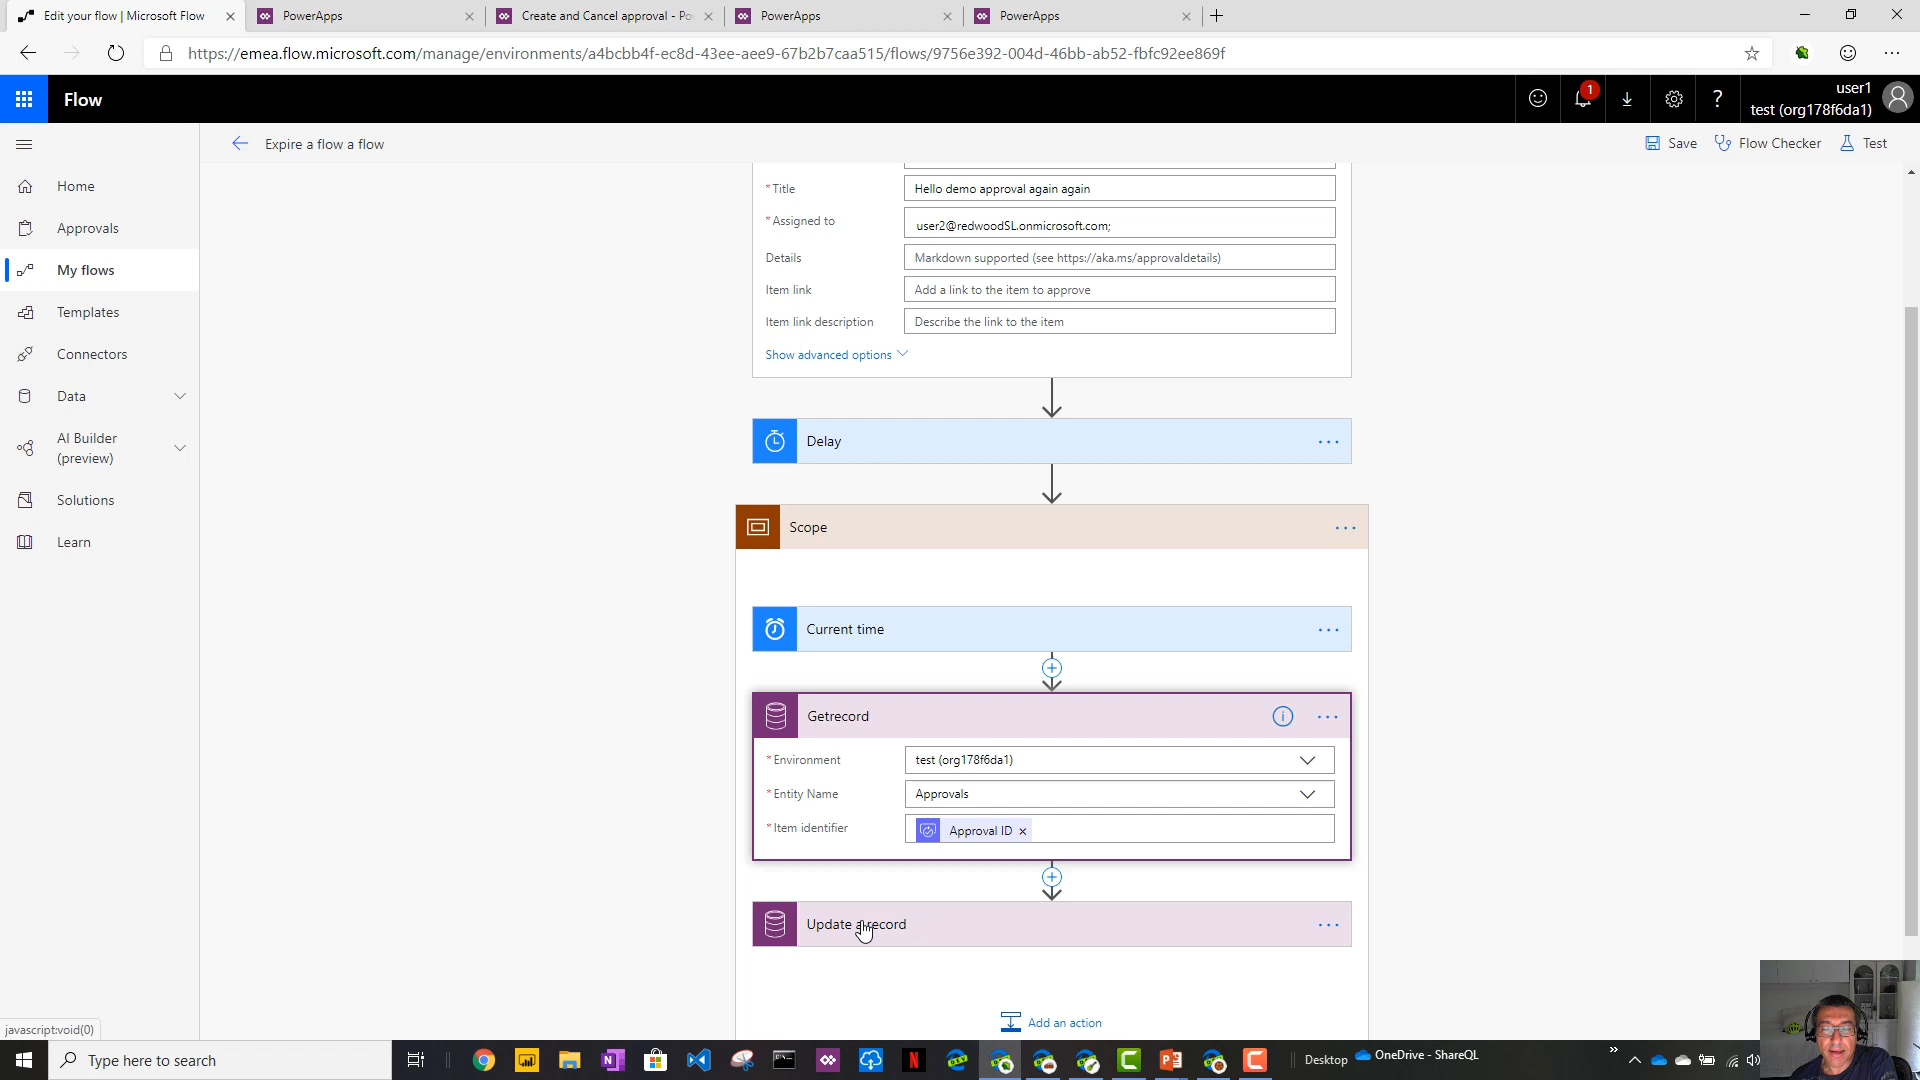 Edit your flow | Microsoft Flow
PowerApps
Create and Cancel approval - Po
PowerApps
PowerApps
https://emea.flow.microsoft.com/manage/environments/a4bcbb4f-ec8d-43ee-aee9-67b2b7caa515/flows/9756e392-004d-46bb-ab52-fbfc92ee869f
Flow
1
?
user1
test (org178f6da1)
Expire a flow a flow
Save
Flow Checker
Test
Home
Approvals
My flows
Templates
Connectors
Data
AI Builder
(preview)
Solutions
Learn
* Title
Hello demo approval again again
* Assigned to
user2@redwoodSL.onmicrosoft.com;
Details
Markdown supported (see https://aka.ms/approvaldetails)
Item link
Add a link to the item to approve
Item link description
Describe the link to the item
Show advanced options
Delay
Scope
Current time
Getrecord
* Environment
test (org178f6da1)
* Entity Name
Approvals
* Item identifier
Approval ID
Update a record
Add an action
javascript:void(0)
Type here to search
Desktop
OneDrive - ShareQL